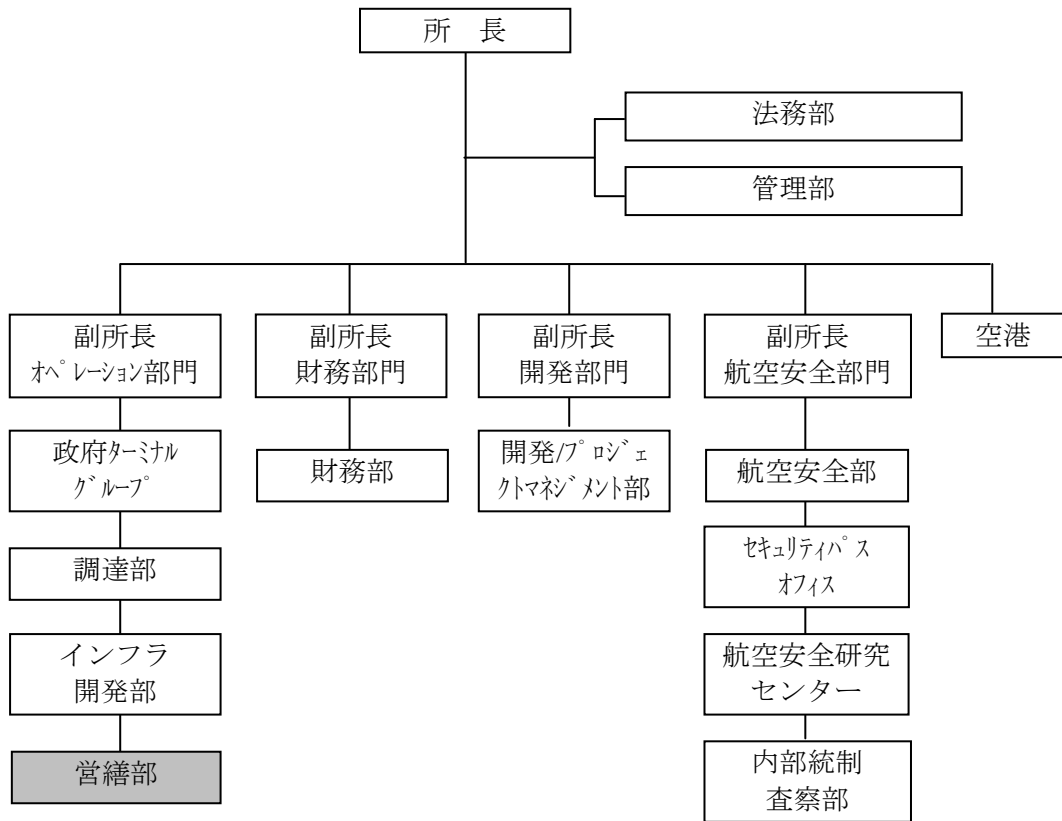 所 長
法務部
管理部
副所長
ｵﾍﾟﾚｰｼｮﾝ部門
副所長
財務部門
副所長
開発部門
副所長
航空安全部門
空港
政府ﾀｰﾐﾅﾙ
ｸﾞﾙｰﾌﾟ
財務部
開発/ﾌﾟﾛｼﾞｪ
ｸﾄﾏﾈｼﾞﾒﾝﾄ部
航空安全部
調達部
ｾｷｭﾘﾃｨﾊﾟｽ
ｵﾌｨｽ
インフラ
開発部
航空安全研究
センター
営繕部
内部統制
査察部